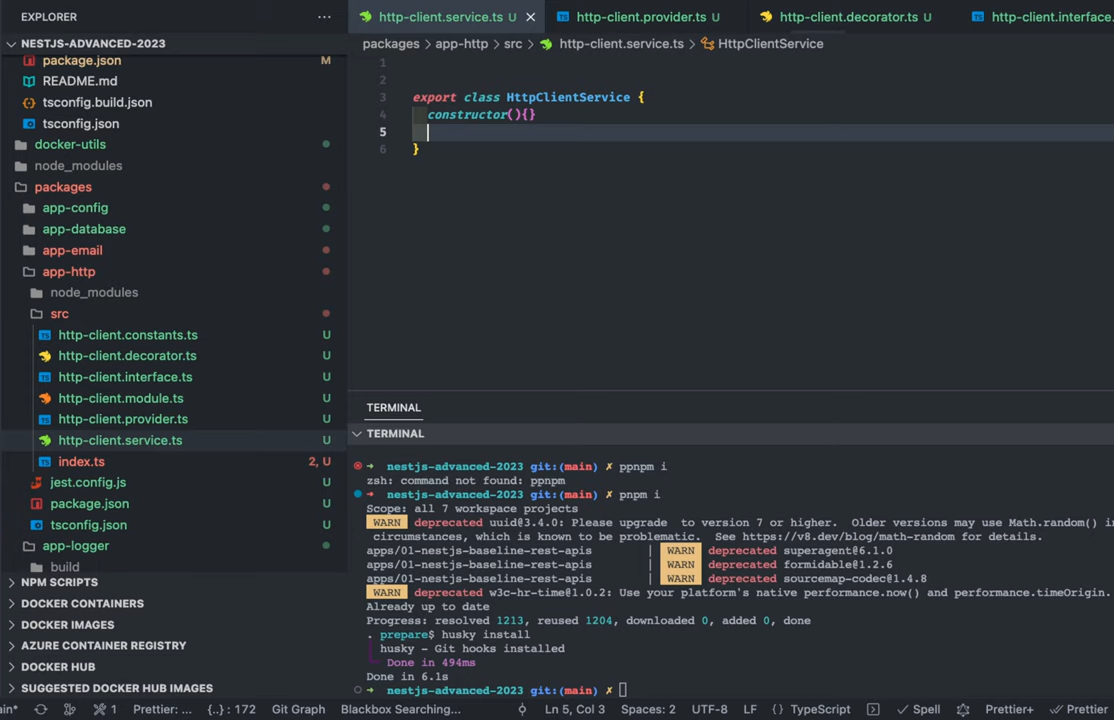 EXPLORER
···
NESTJS-ADVANCED-2023
package.json M
README.md
tsconfig.build.json
tsconfig.json
docker-utils
node_modules
packages
app-config
app-database
app-email
app-http
node_modules
src
http-client.constants.ts U
http-client.decorator.ts U
http-client.interface.ts U
http-client.module.ts U
http-client.provider.ts U
http-client.service.ts U
index.ts 2, U
jest.config.js U
package.json U
tsconfig.json U
app-logger
build
NPM SCRIPTS
DOCKER CONTAINERS
DOCKER IMAGES
AZURE CONTAINER REGISTRY
DOCKER HUB
SUGGESTED DOCKER HUB IMAGES
http-client.service.ts U
http-client.provider.ts U
http-client.decorator.ts U
http-client.interface.
packages > app-http > src > http-client.service.ts > HttpClientService
1
2
3 export class HttpClientService {
4 constructor(){}
5
6 }
TERMINAL
TERMINAL
➜ nestjs-advanced-2023 git:(main) ✗ ppnpm i
zsh: command not found: ppnpm
➜ nestjs-advanced-2023 git:(main) ✗ pnpm i
Scope: all 7 workspace projects
WARN deprecated uuid@3.4.0: Please upgrade to version 7 or higher. Older versions may use Math.random() i
circumstances, which is known to be problematic. See https://v8.dev/blog/math-random for details.
apps/01-nestjs-baseline-rest-apis | WARN deprecated superagent@6.1.0
apps/01-nestjs-baseline-rest-apis | WARN deprecated formidable@1.2.6
apps/01-nestjs-baseline-rest-apis | WARN deprecated sourcemap-codec@1.4.8
WARN deprecated w3c-hr-time@1.0.2: Use your platform's native performance.now() and performance.timeOrigin.
Already up to date
Progress: resolved 1213, reused 1204, downloaded 0, added 0, done
. prepare$ husky install
husky - Git hooks installed
Done in 494ms
Done in 6.1s
➜ nestjs-advanced-2023 git:(main) ✗
ain* 1 Prettier: ... {..} : 172 Git Graph Blackbox Searching... Ln 5, Col 3 Spaces: 2 UTF-8 LF {} TypeScript Spell Prettier+ Prettier